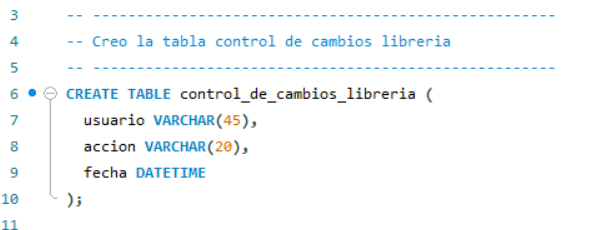 3 -- --------------------------------------------------
4 -- Creo la tabla control de cambios libreria
5 -- --------------------------------------------------
6 CREATE TABLE control_de_cambios_libreria (
7 usuario VARCHAR(45),
8 accion VARCHAR(20),
9 fecha DATETIME
10 );
11